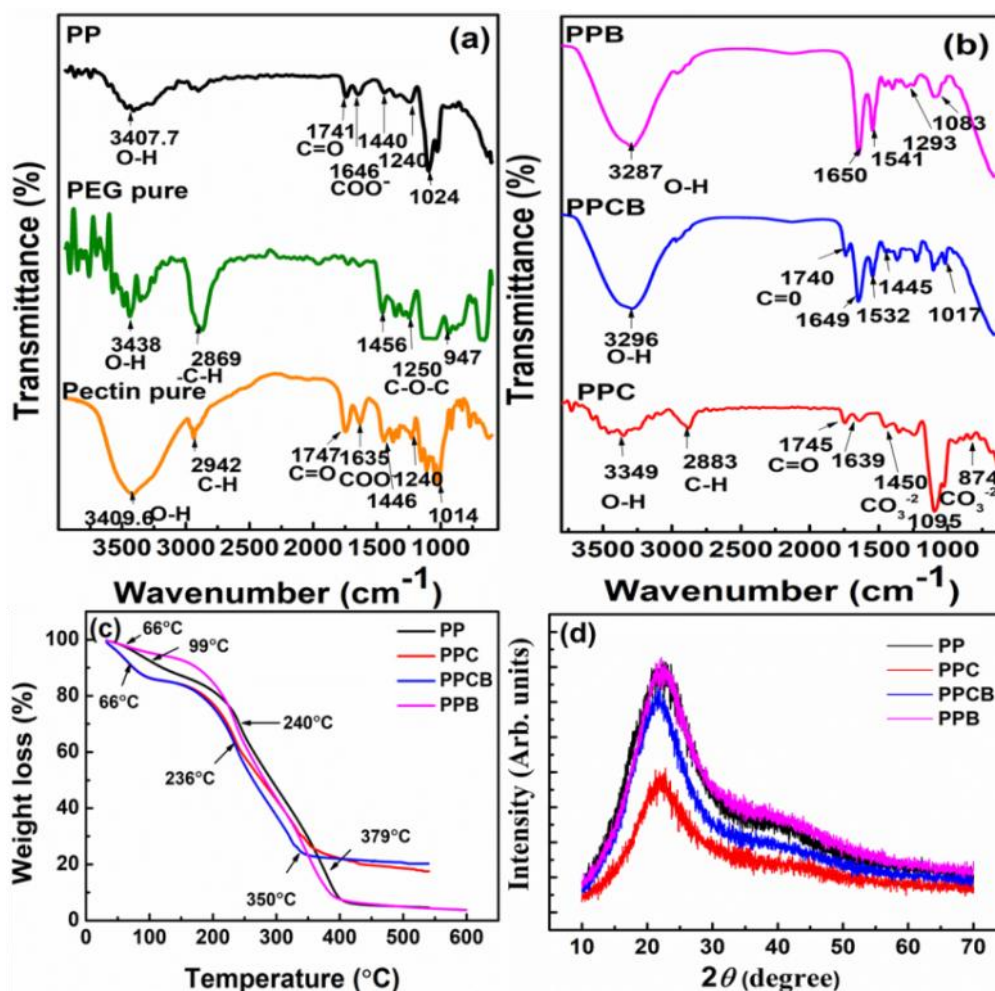 PP
(a)
3407.7
O-H
1741
C=O
1646
COO-
1440
1240
1024
PEG pure
3438
O-H
2869
-C-H
1456
1250
C-O-C
947
Pectin pure
3409.6
O-H
2942
C-H
1747
C=O
1635
COO
1446
1240
1014
Transmittance (%)
3500 3000 2500 2000 1500 1000
Wavenumber (cm-1)
PPB
(b)
3287
O-H
1650
1541
1293
1083
PPCB
3296
O-H
1740
C=0
1649
1532
1445
1017
PPC
3349
O-H
2883
C-H
1745
C=O
1639
1450
CO3-2
1095
874
CO3-2
Transmittance (%)
3500 3000 2500 2000 1500 1000
Wavenumber (cm-1)
(c)
66°C
99°C
66°C
240°C
236°C
379°C
350°C
PP
PPC
PPCB
PPB
Weight loss (%)
100
80
60
40
20
0
0 100 200 300 400 500 600
Temperature (°C)
(d)
PP
PPC
PPCB
PPB
Intensity (Arb. units)
10 20 30 40 50 60 70
2θ (degree)